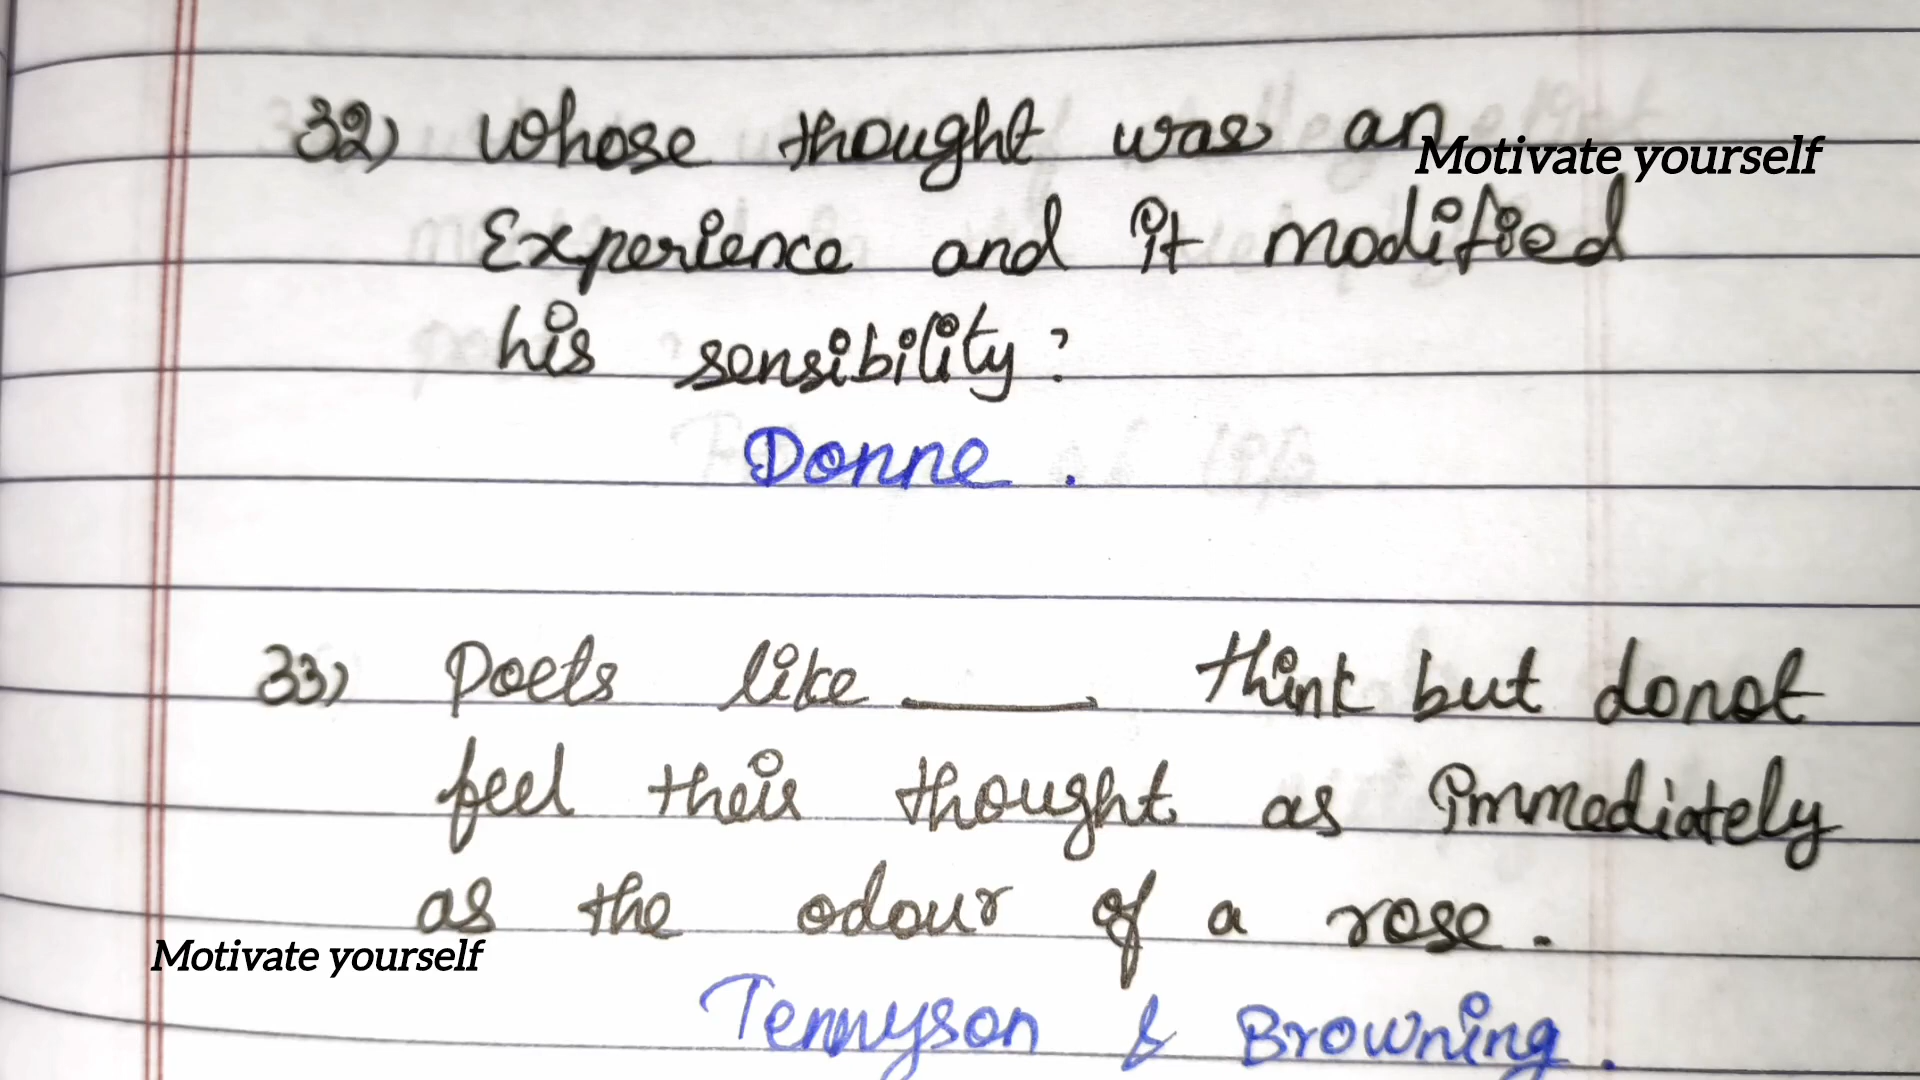 32) Whose thought was an
Motivate yourself
Experience and it modified
his sensibility?
Donne.
33) Poets like ______ think but donot
feel their thought as immediately
as the odour of a rose.
Motivate yourself
Tennyson & Browning.